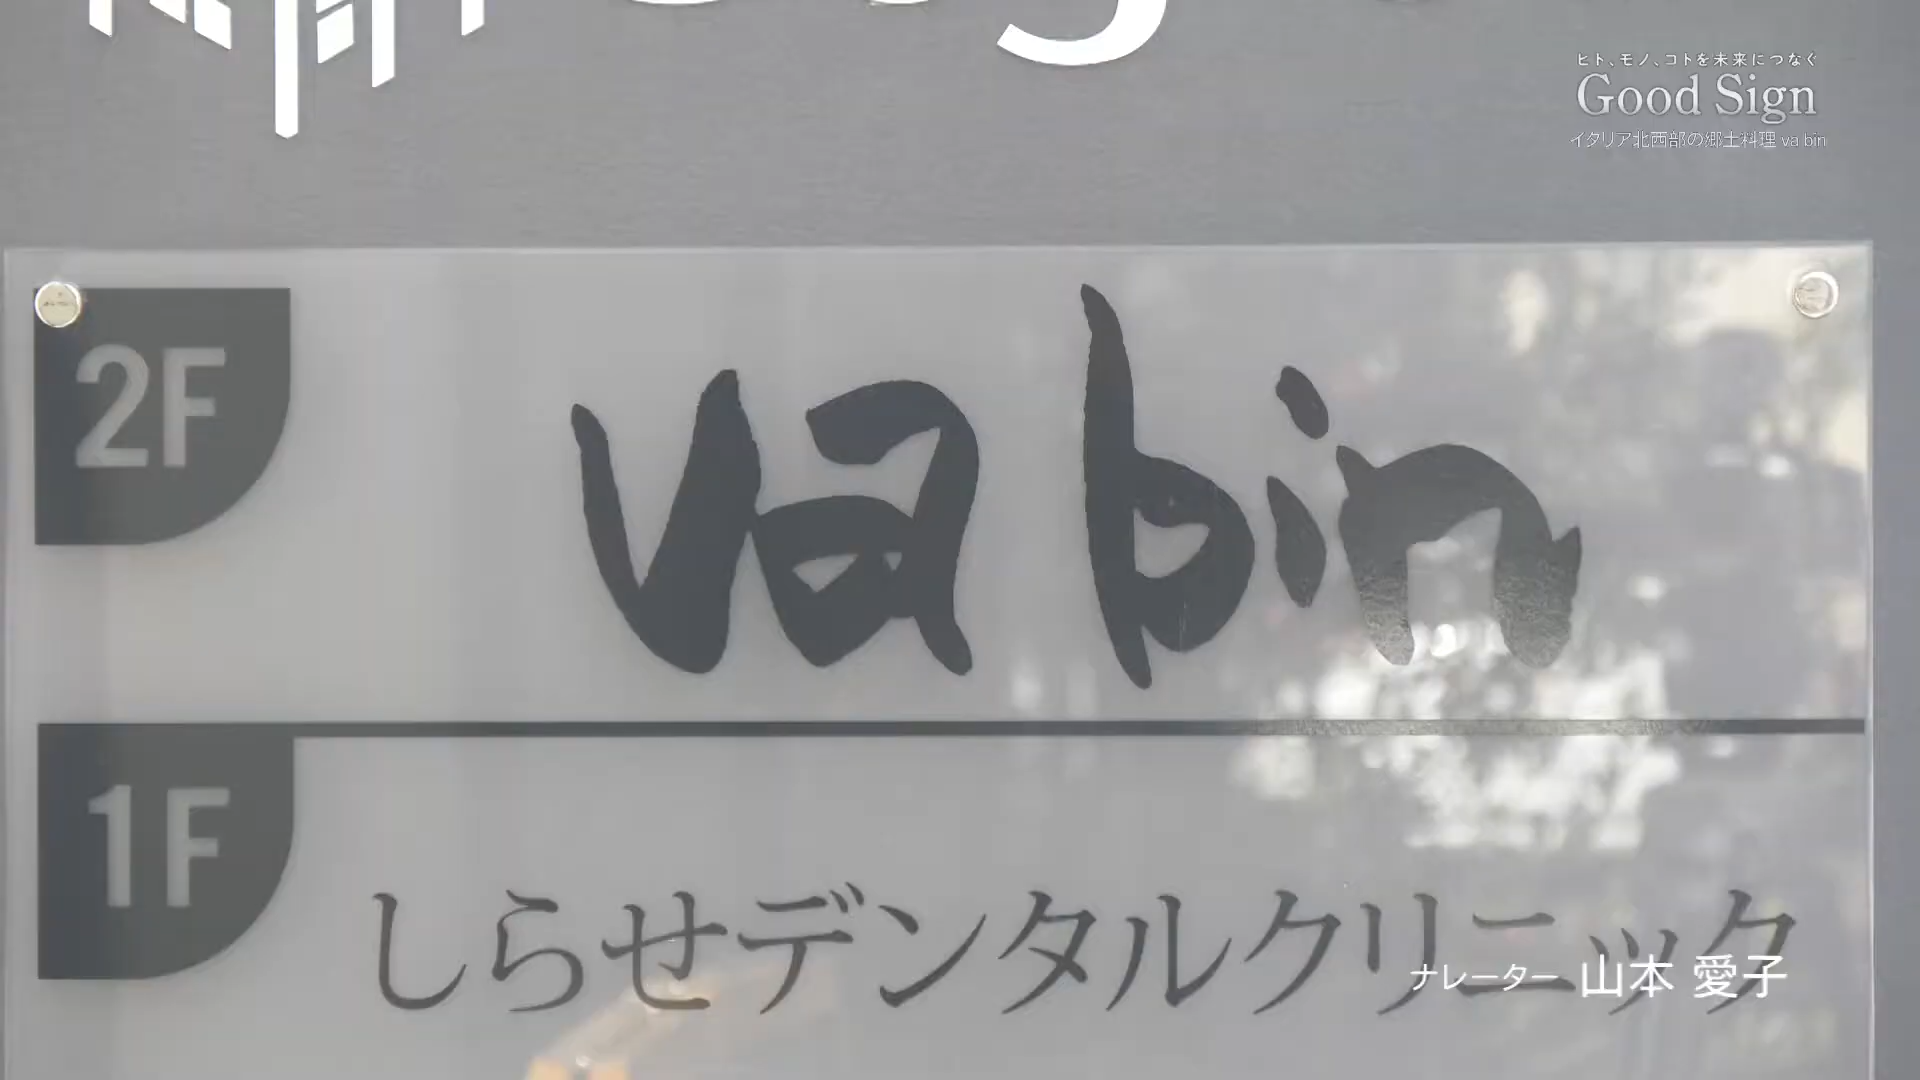 ヒト、モノ、コトを未来につなぐ
Good Sign
イタリア北西部の郷土料理 va bin
2F
va bin
1F
しらせデンタルクリニック
ナレーター 山本 愛子